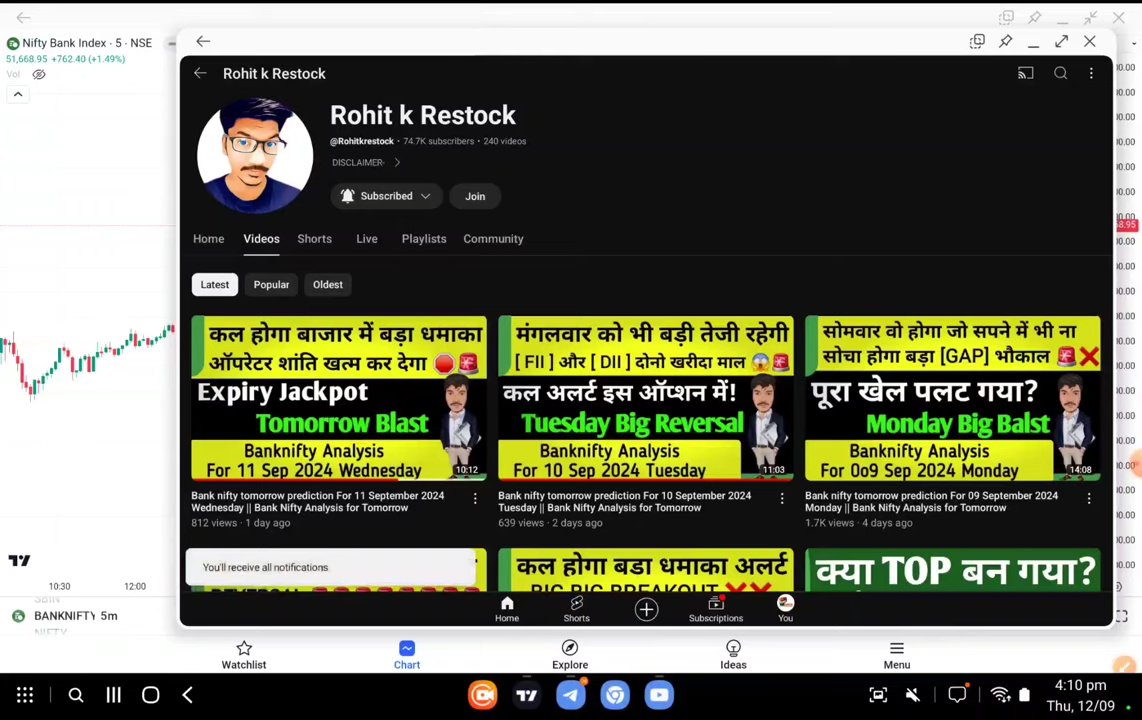 Nifty Bank Index · 5 · NSE
51,668.95 +762.40 (+1.49%)
Vol
Rohit k Restock
Rohit k Restock
@Rohitkrestock · 74.7K subscribers · 240 videos
DISCLAIMER-
Subscribed
Join
Home Videos Shorts Live Playlists Community
Latest Popular Oldest
कल होगा बाजार में बड़ा धमाका
ऑपरेटर शांति खत्म कर देगा
Expiry Jackpot
Tomorrow Blast
Banknifty Analysis
For 11 Sep 2024 Wednesday
10:12
Bank nifty tomorrow prediction For 11 September 2024
Wednesday || Bank Nifty Analysis for Tomorrow
812 views · 1 day ago
मंगलवार को भी बड़ी तेजी रहेगी
[ FII ] और [ DII ] दोनो खरीदा माल
कल अलर्ट इस ऑप्शन में!
Tuesday Big Reversal
Banknifty Analysis
For 10 Sep 2024 Tuesday
11:03
Bank nifty tomorrow prediction For 10 September 2024
Tuesday || Bank Nifty Analysis for Tomorrow
639 views · 2 days ago
सोमवार वो होगा जो सपने में भी ना
सोचा होगा बड़ा [GAP] भौकाल
पूरा खेल पलट गया?
Monday Big Balst
Banknifty Analysis
For 0o9 Sep 2024 Monday
14:08
Bank nifty tomorrow prediction For 09 September 2024
Monday || Bank Nifty Analysis for Tomorrow
1.7K views · 4 days ago
You'll receive all notifications
कल होगा बडा धमाका अलर्ट
क्या TOP बन गया?
Home Shorts Subscriptions You
10:30 12:00
BANKNIFTY 5m
Watchlist Chart Explore Ideas Menu
4:10 pm
Thu, 12/09